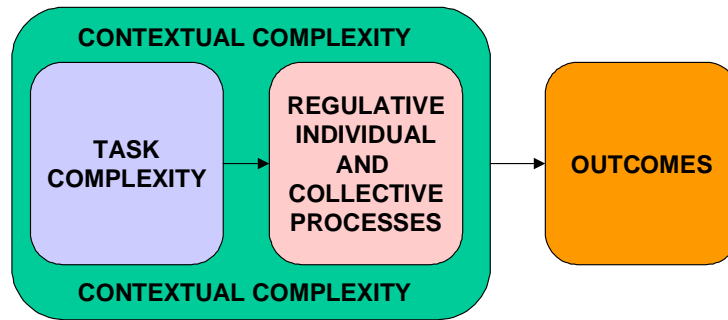 CONTEXTUAL COMPLEXITY
TASK
COMPLEXITY
REGULATIVE
INDIVIDUAL
AND
COLLECTIVE
PROCESSES
OUTCOMES
CONTEXTUAL COMPLEXITY